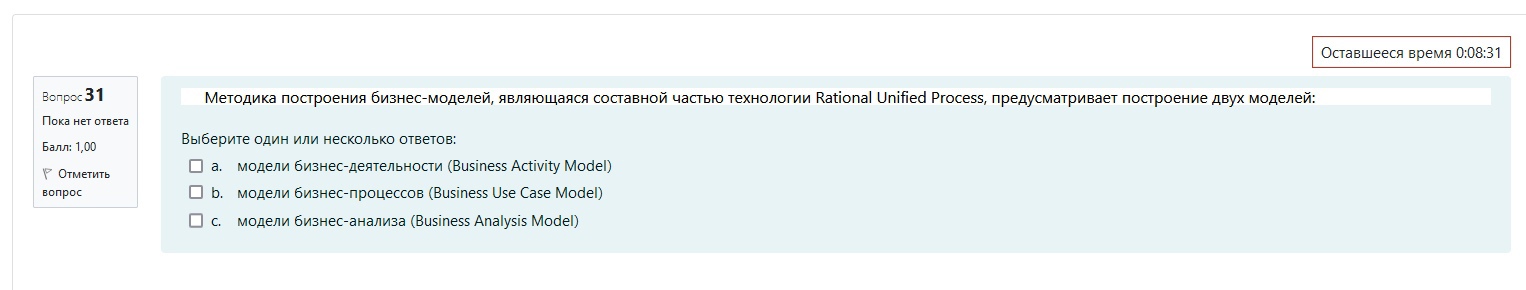 Оставшееся время 0:08:31
Вопрос 31
Пока нет ответа
Балл: 1,00
Отметить
вопрос
Методика построения бизнес-моделей, являющаяся составной частью технологии Rational Unified Process, предусматривает построение двух моделей:
Выберите один или несколько ответов:
a. модели бизнес-деятельности (Business Activity Model)
b. модели бизнес-процессов (Business Use Case Model)
c. модели бизнес-анализа (Business Analysis Model)